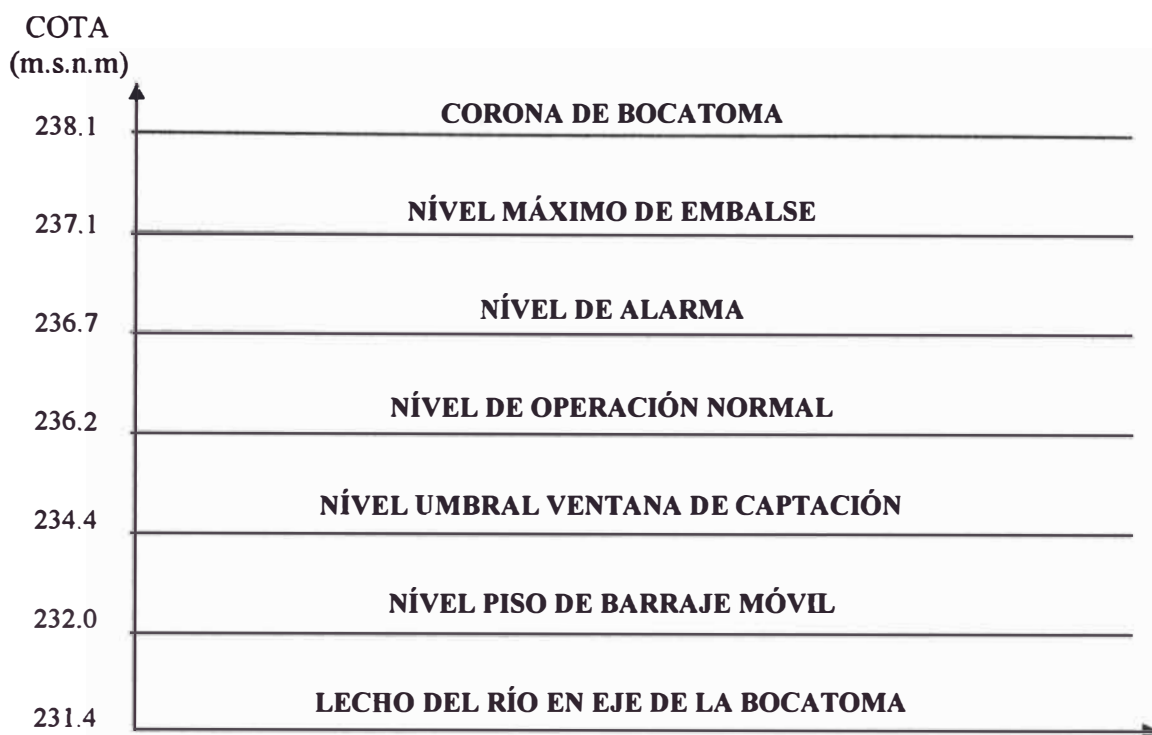 COTA
(m.s.n.m)
238.1 CORONA DE BOCATOMA
237.1 NÍVEL MÁXIMO DE EMBALSE
236.7 NÍVEL DE ALARMA
236.2 NÍVEL DE OPERACIÓN NORMAL
234.4 NÍVEL UMBRAL VENTANA DE CAPTACIÓN
232.0 NÍVEL PISO DE BARRAJE MÓVIL
231.4 LECHO DEL RÍO EN EJE DE LA BOCATOMA